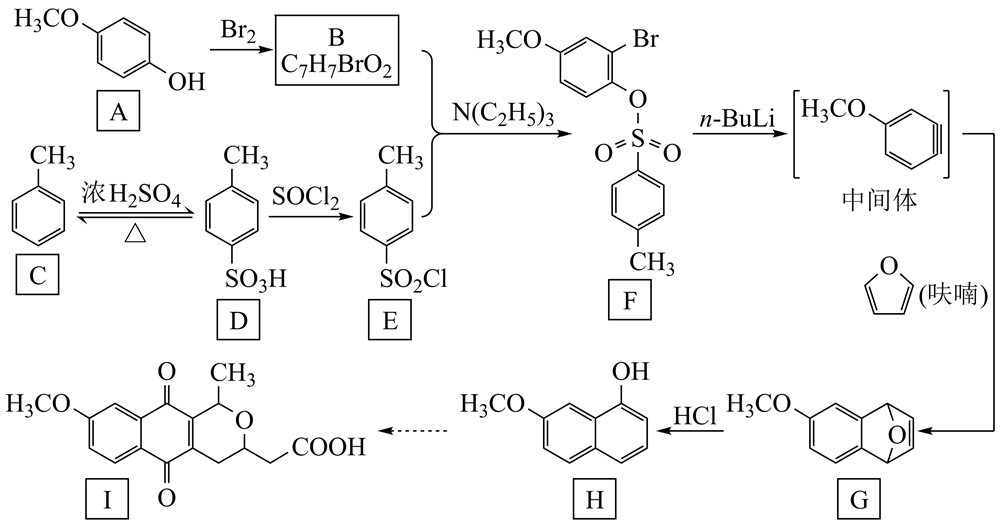 H₃CO
OH
A
Br₂
B
C₇H₇BrO₂
CH₃
C
浓H₂SO₄
△
CH₃
SO₃H
D
SOCl₂
CH₃
SO₂Cl
E
N(C₂H₅)₃
H₃CO
Br
O
O S O
CH₃
F
n-BuLi
H₃CO
中间体
O
(呋喃)
H₃CO
O
G
HCl
OH
H₃CO
H
O
CH₃
H₃CO
O
COOH
O
I